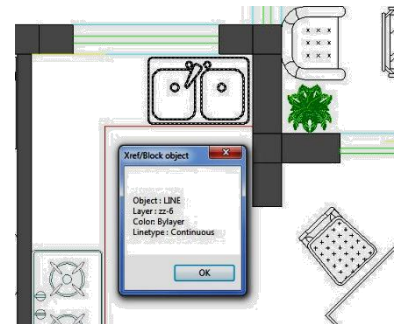 Xref/Block object
Object : LINE
Layer : zz-6
Color: Bylayer
Linetype : Continuous
OK